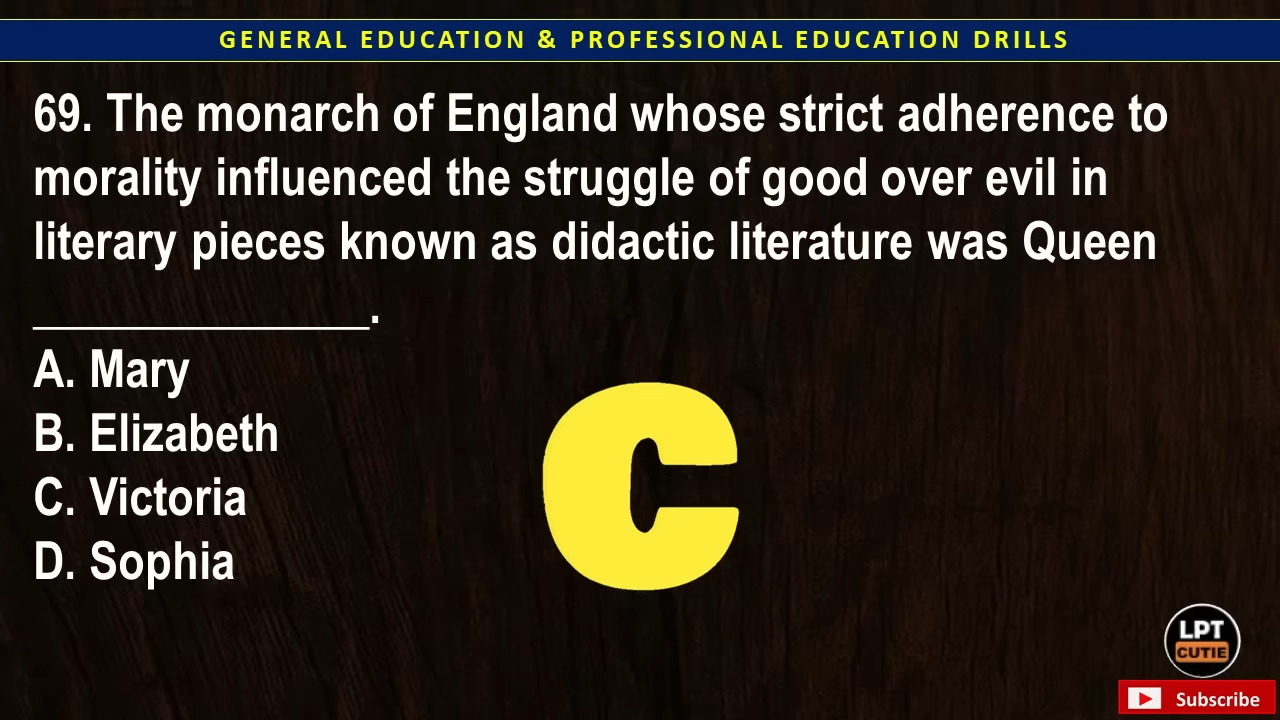 GENERAL EDUCATION & PROFESSIONAL EDUCATION DRILLS
69. The monarch of England whose strict adherence to
morality influenced the struggle of good over evil in
literary pieces known as didactic literature was Queen
______________.
A. Mary
B. Elizabeth
C. Victoria
D. Sophia
C
LPT
CUTIE
Subscribe